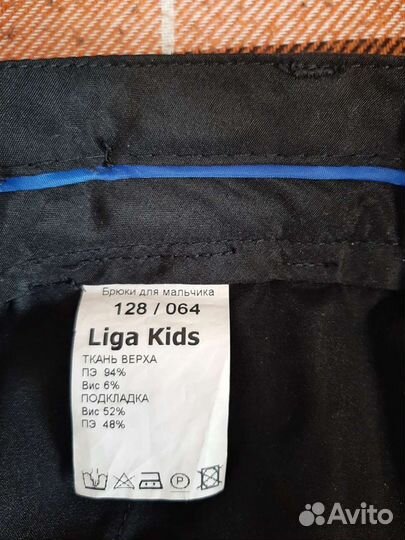 Брюки для мальчика
128 / 064
Liga Kids
ТКАНЬ ВЕРХА
ПЭ 94%
Вис 6%
ПОДКЛАДКА
Вис 52%
ПЭ 48%
P
Avito